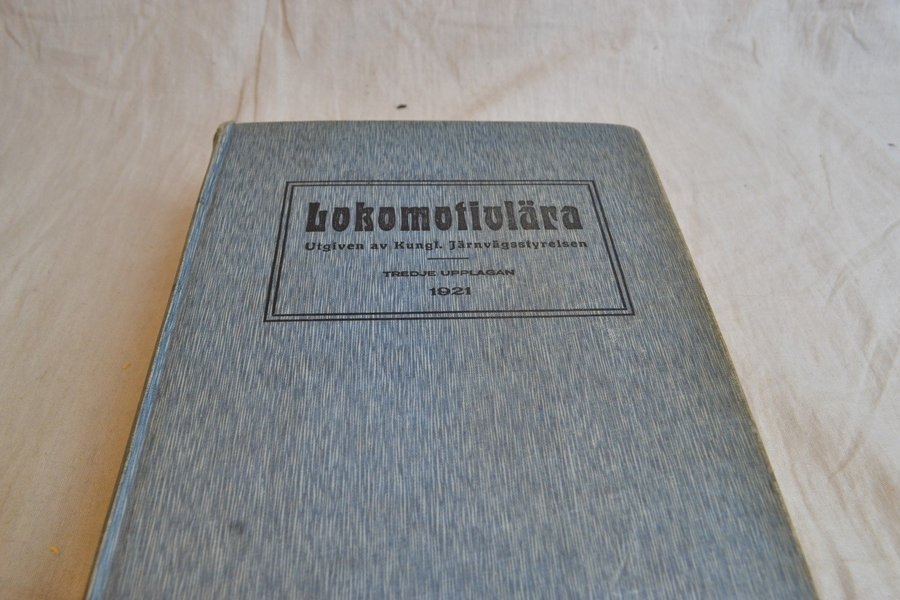 Lokomotivlära
Utgiven av Kungl. Järnvägsstyrelsen
TREDJE UPPLAGAN
1921